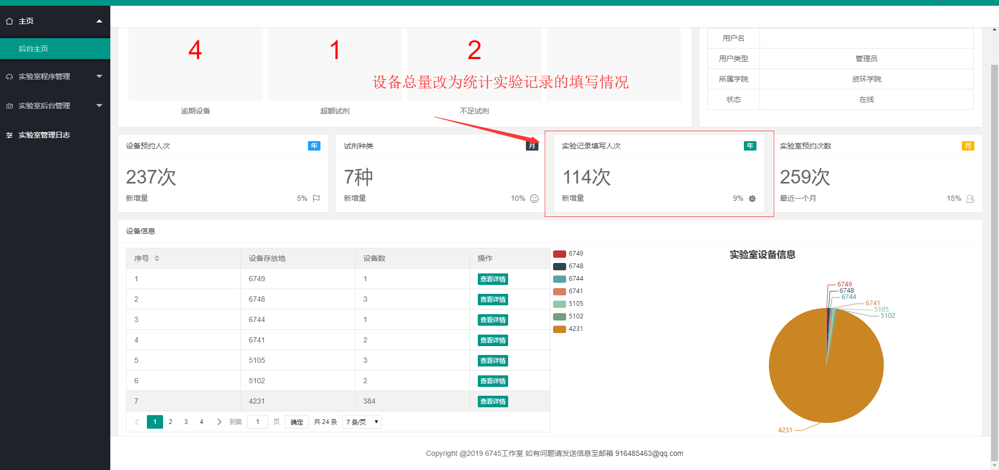 主页
后台主页
实验室程序管理
实验室后台管理
实验室管理日志
4 1 2
设备总量改为统计实验记录的填写情况
逾期设备 超额试剂 不足试剂
用户名
用户类型 管理员
所属学院 资环学院
状态 在线
设备预约人次 年
237次
新增量 5%
试剂种类 月
7种
新增量 10%
实验记录填写人次 年
114次
新增量 9%
实验室预约次数 月
259次
最近一个月 15%
设备信息
序号 设备存放地 设备数 操作
1 6749 1 查看详情
2 6748 3 查看详情
3 6744 1 查看详情
4 6741 2 查看详情
5 5105 3 查看详情
6 5102 2 查看详情
7 4231 384 查看详情
1 2 3 4 到第 1 页 确定 共 24 条 7 条/页
6749
6748
6744
6741
5105
5102
4231
实验室设备信息
6749
6748
6744
6741
5105
5102
4231
Copyright @2019 6745工作室 如有问题请发送信息至邮箱 916485463@qq.com